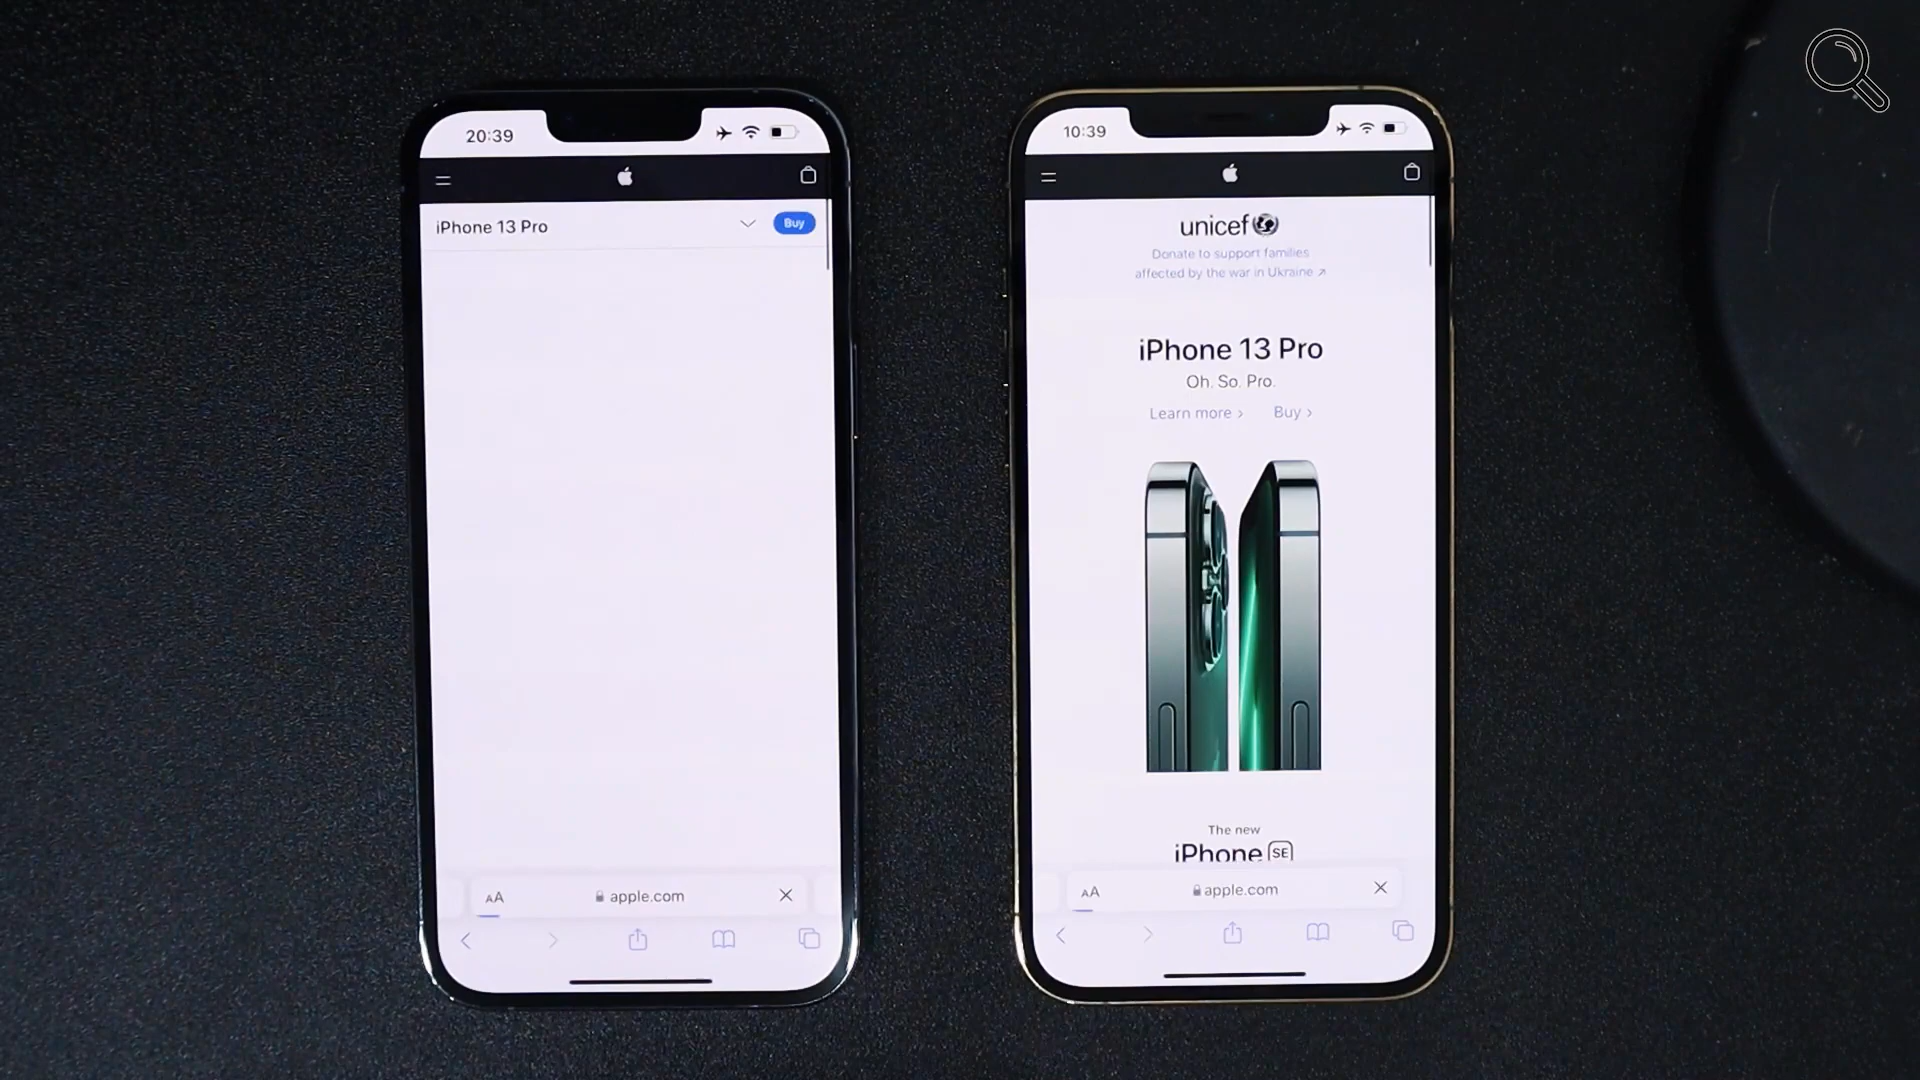 20:39
iPhone 13 Pro
Buy
AA
apple.com
10:39
unicef
Donate to support families
affected by the war in Ukraine ↗
iPhone 13 Pro
Oh. So. Pro.
Learn more >
Buy >
The new
iPhone SE
AA
apple.com